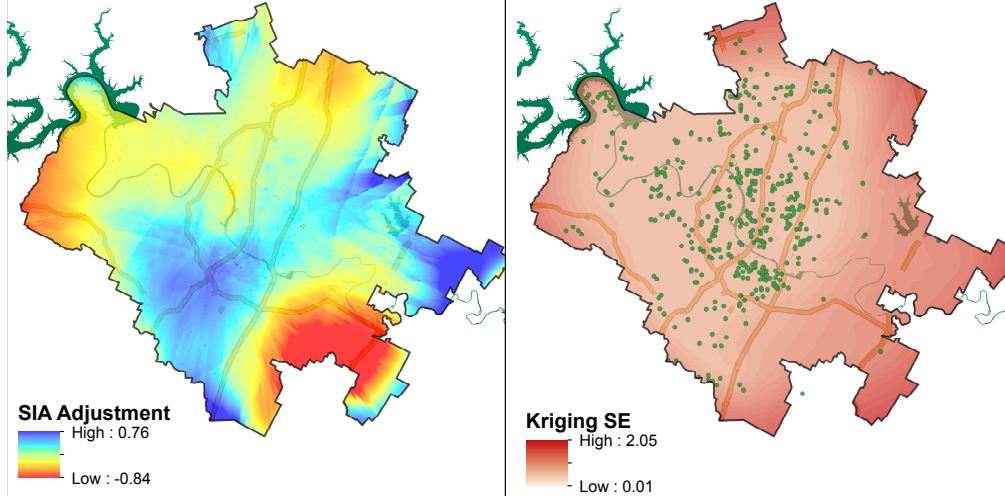 SIA Adjustment
High : 0.76
Low : -0.84
Kriging SE
High : 2.05
Low : 0.01